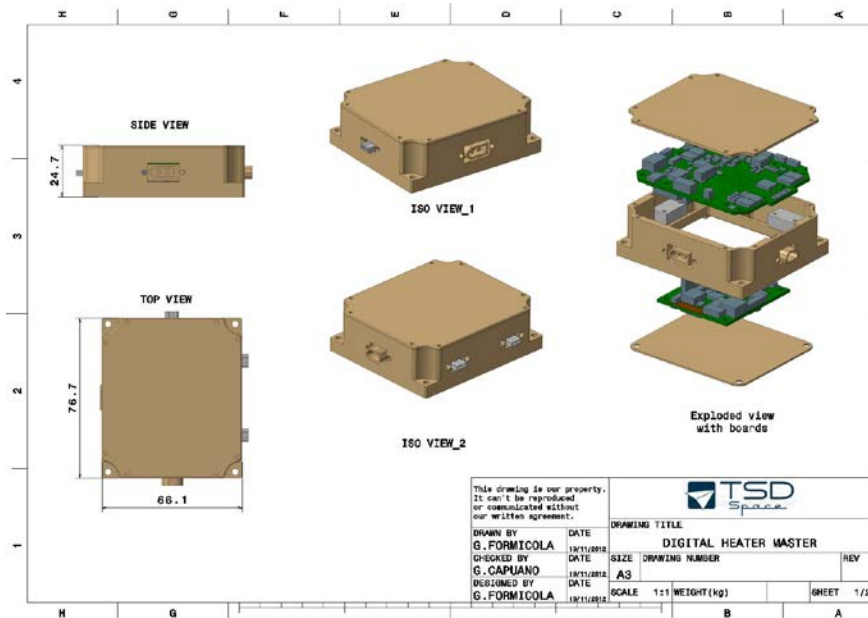 H G F E D C B A
4
3
2
1
SIDE VIEW
24.7
ISO VIEW_1
TOP VIEW
76.7
66.1
ISO VIEW_2
Exploded view
with boards
This drawing is our property.
It can't be reproduced
or communicated without
our written agreement.
TSD
Space
DRAWING TITLE
DIGITAL HEATER MASTER
DRAWN BY DATE
G.FORMICOLA 19/11/2012
CHECKED BY DATE
G.CAPUANO 19/11/2012
DESIGNED BY DATE
G.FORMICOLA 19/11/2012
SIZE DRAWING NUMBER REV
A3
SCALE 1:1 WEIGHT(kg) SHEET 1/2
H G B A